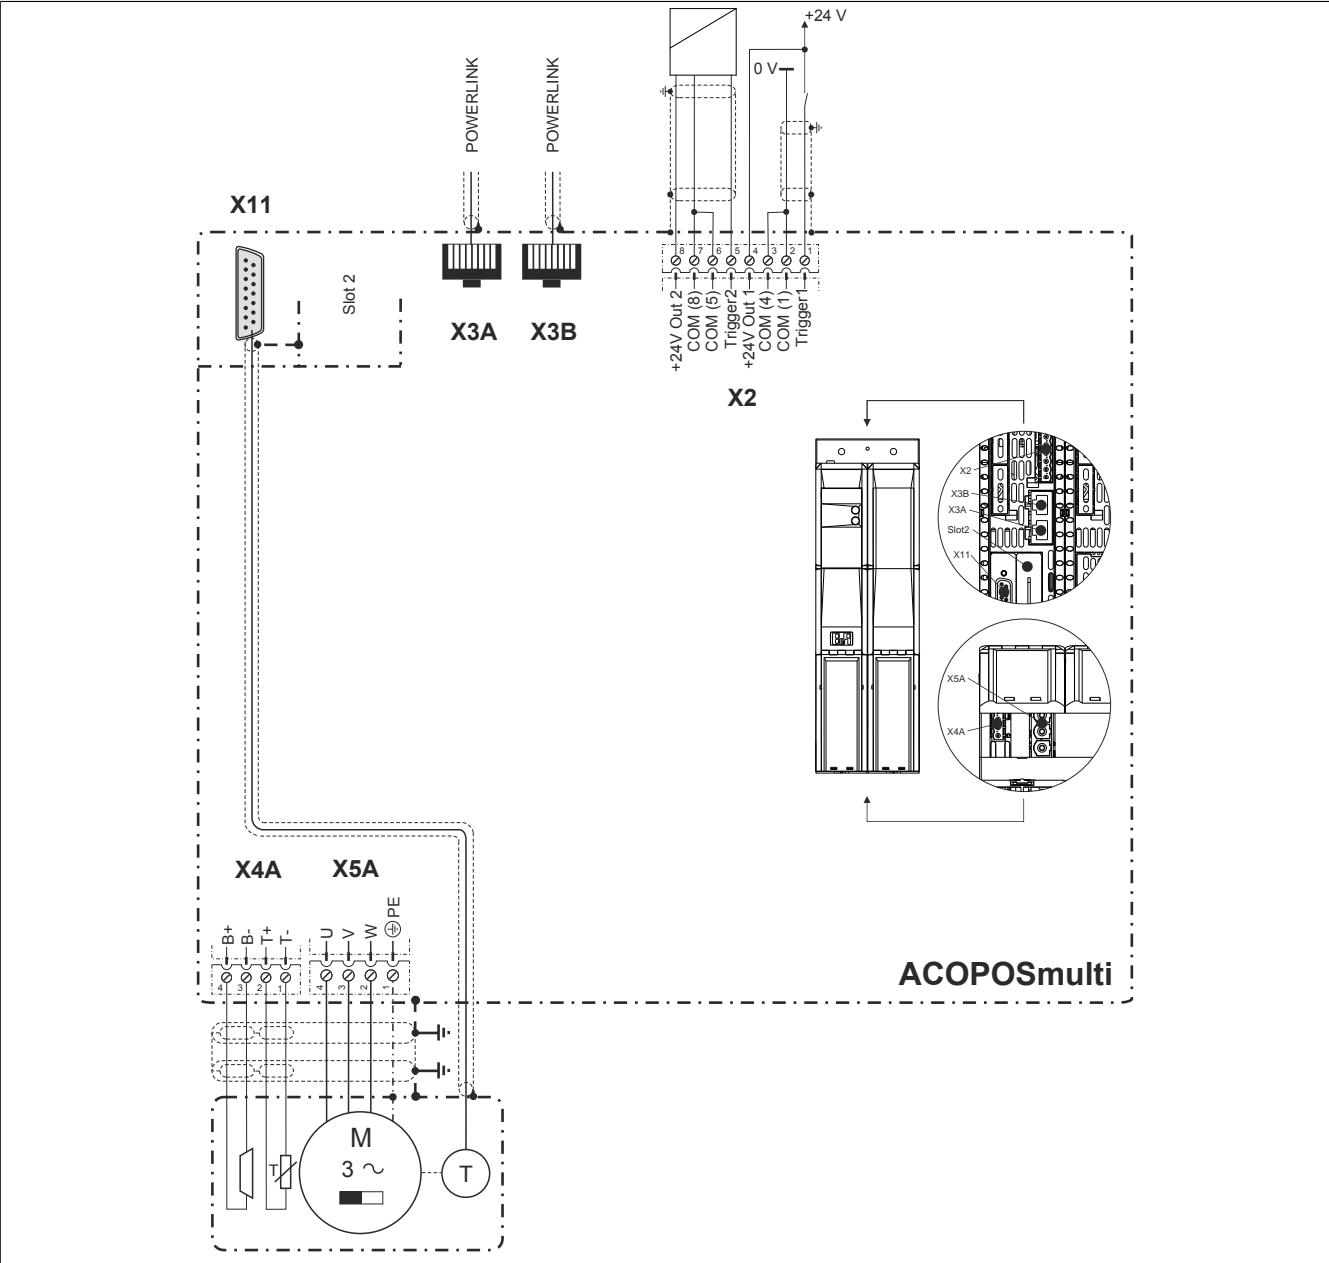 +24 V
0 V
POWERLINK
POWERLINK
X11
Slot 2
X3A
X3B
8 7 6 5 4 3 2 1
+24V Out 2
COM (8)
COM (5)
Trigger2
+24V Out 1
COM (4)
COM (1)
Trigger1
X2
X2
X3B
X3A
Slot2
X11
X5A
X4A
X4A
X5A
B+
B-
T+
T-
U
V
W
PE
4 3 2 1
4 3 2 1
ACOPOSmulti
M
3
T
T